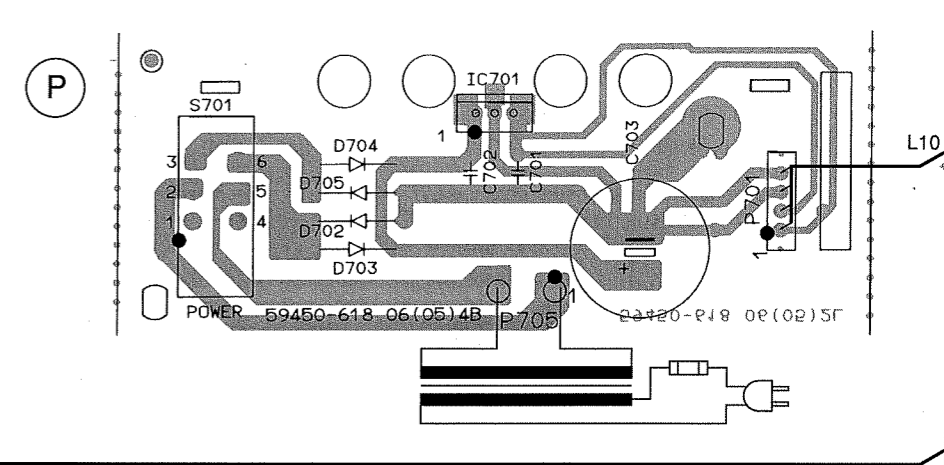 P
S701
IC701
1
D704
C703
L10
3
6
C702
C701
D705
2
5
P701
1
4
D702
1
D703
+
1
POWER
59450-618 06(05)4B
P705
59450-618 06(05)2L